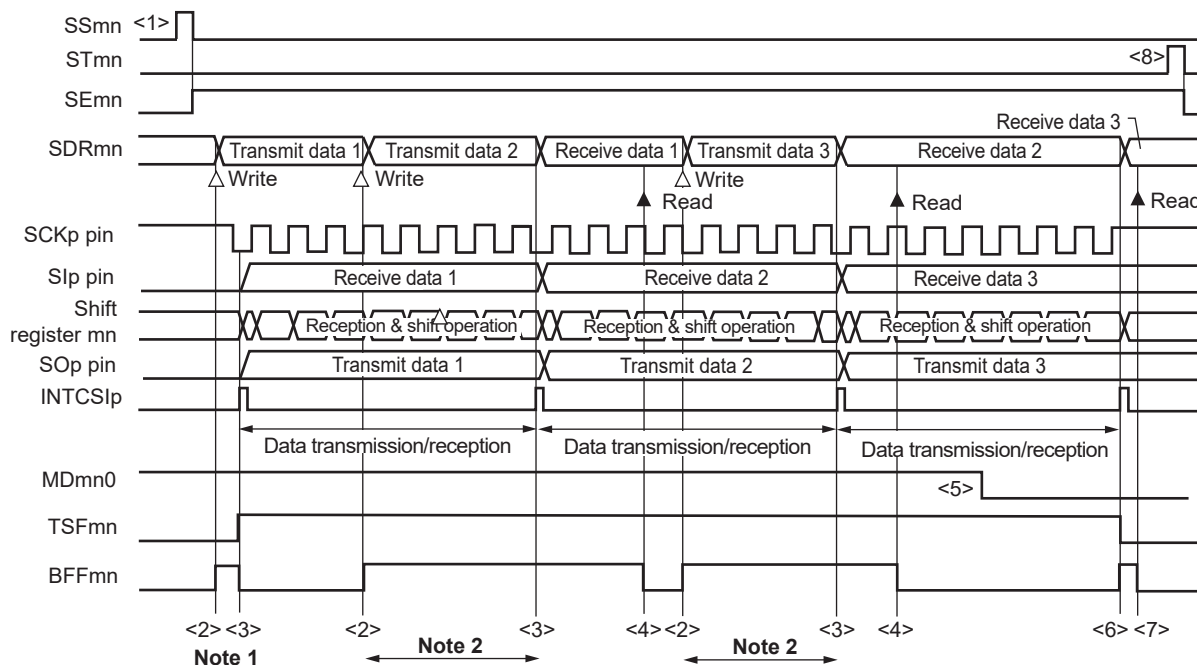 SSmn <1>
STmn <8>
SEmn
Receive data 3
SDRmn Transmit data 1 Transmit data 2 Receive data 1 Transmit data 3 Receive data 2
Write Write Write
Read Read Read
SCKp pin
SIp pin Receive data 1 Receive data 2 Receive data 3
Shift
register mn Reception & shift operation Reception & shift operation Reception & shift operation
SOp pin Transmit data 1 Transmit data 2 Transmit data 3
INTCSIp
Data transmission/reception Data transmission/reception Data transmission/reception
MDmn0 <5>
TSFmn
BFFmn
<2> <3> <2> <3> <4> <2> <3> <4> <6> <7>
Note 1 Note 2 Note 2